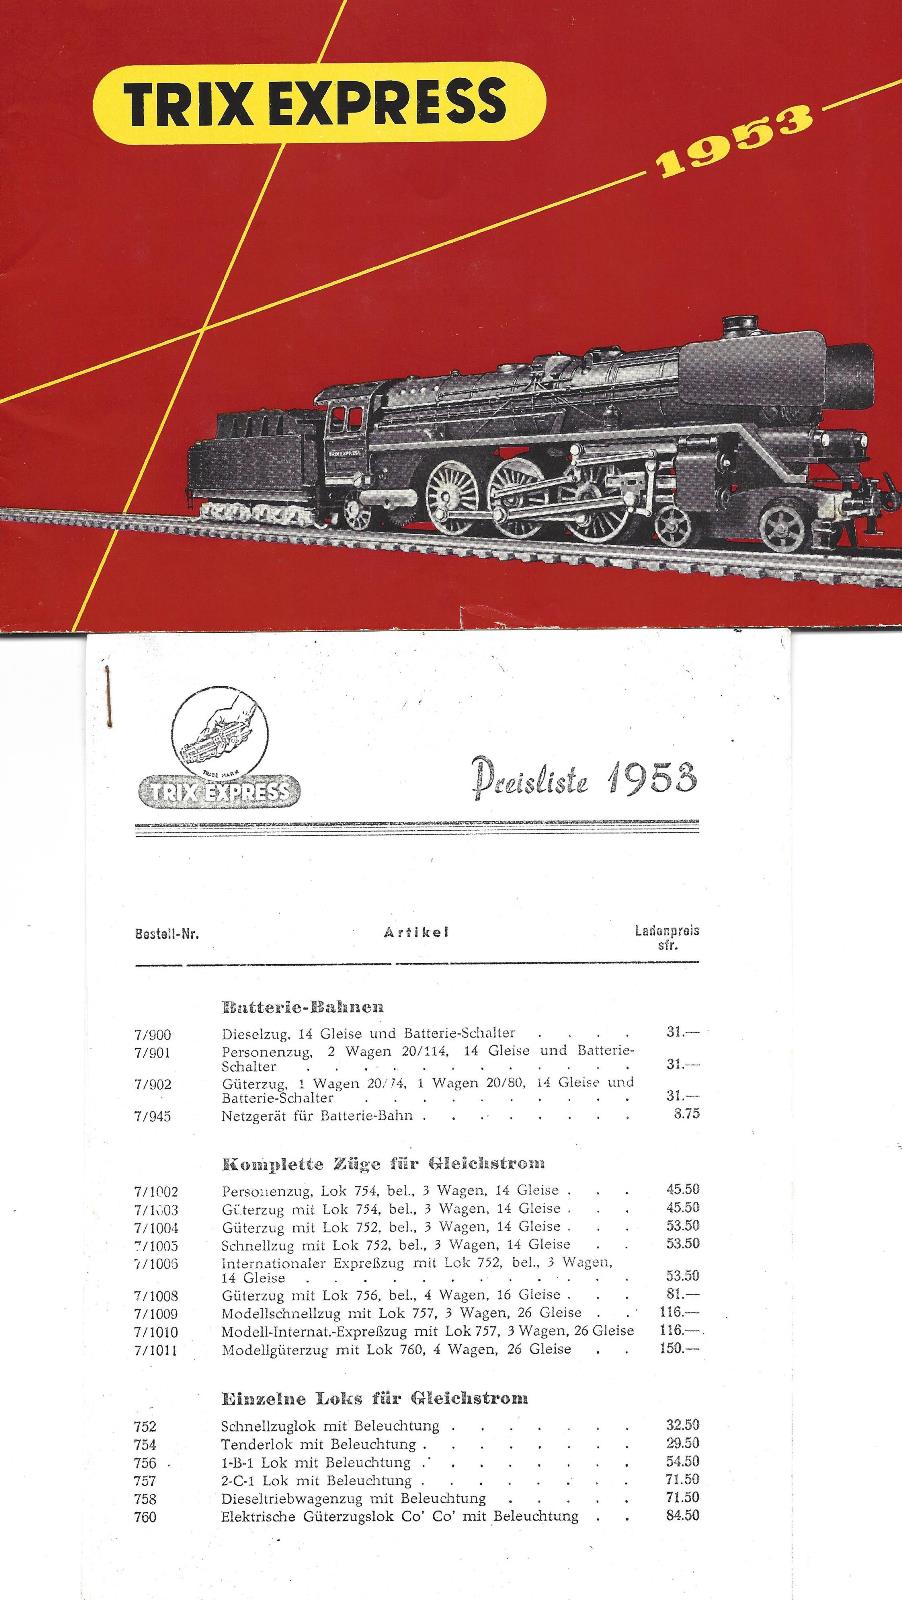 TRIX EXPRESS
1953
TRIX EXPRESS
TRADE MARK
TRIX EXPRESS
Preisliste 1953
Bestell-Nr. Artikel Ladenpreis
sfr.
Batterie-Bahnen
7/900 Dieselzug, 14 Gleise und Batterie-Schalter . . . . 31.—
7/901 Personenzug, 2 Wagen 20/114, 14 Gleise und Batterie-
Schalter . . . . . . . . . . . . 31.—
7/902 Güterzug, 1 Wagen 20/74, 1 Wagen 20/80, 14 Gleise und
Batterie-Schalter . . . . . . . . . . 31.—
7/945 Netzgerät für Batterie-Bahn . . . . . . . . 8.75
Komplette Züge für Gleichstrom
7/1002 Personenzug, Lok 754, bel., 3 Wagen, 14 Gleise . . . 45.50
7/1003 Güterzug mit Lok 754, bel., 3 Wagen, 14 Gleise . . . 45.50
7/1004 Güterzug mit Lok 752, bel., 3 Wagen, 14 Gleise . . . 53.50
7/1005 Schnellzug mit Lok 752, bel., 3 Wagen, 14 Gleise . . 53.50
7/1006 Internationaler Expreßzug mit Lok 752, bel., 3 Wagen,
14 Gleise . . . . . . . . . . . . 53.50
7/1008 Güterzug mit Lok 756, bel., 4 Wagen, 16 Gleise . . . 81.—
7/1009 Modellschnellzug mit Lok 757, 3 Wagen, 26 Gleise . . 116.—
7/1010 Modell-Internat.-Expreßzug mit Lok 757, 3 Wagen, 26 Gleise 116.—
7/1011 Modellgüterzug mit Lok 760, 4 Wagen, 26 Gleise . . 150.—
Einzelne Loks für Gleichstrom
752 Schnellzuglok mit Beleuchtung . . . . . . . 32.50
754 Tenderlok mit Beleuchtung . . . . . . . . 29.50
756 1-B-1 Lok mit Beleuchtung . . . . . . . . 54.50
757 2-C-1 Lok mit Beleuchtung . . . . . . . . 71.50
758 Dieseltriebwagenzug mit Beleuchtung . . . . . 71.50
760 Elektrische Güterzugslok Co' Co' mit Beleuchtung . . 84.50